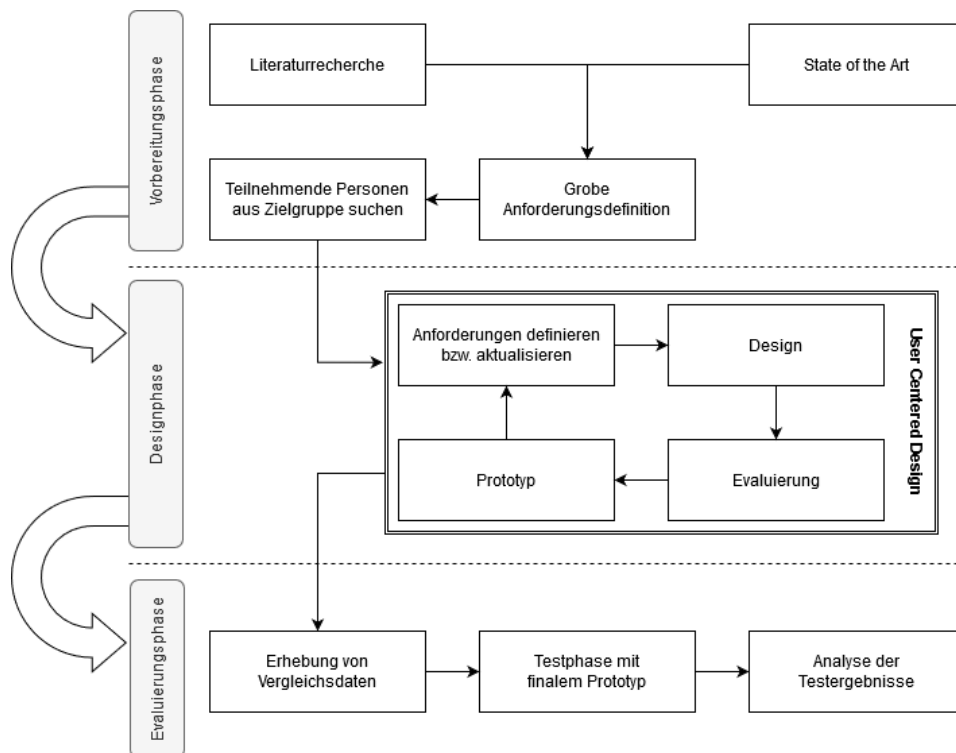 Vorbereitungsphase
Literaturrecherche
State of the Art
Teilnehmende Personen
aus Zielgruppe suchen
Grobe
Anforderungsdefinition
Designphase
Anforderungen definieren
bzw. aktualisieren
Design
Prototyp
Evaluierung
User Centered Design
Evaluierungsphase
Erhebung von
Vergleichsdaten
Testphase mit
finalem Prototyp
Analyse der
Testergebnisse